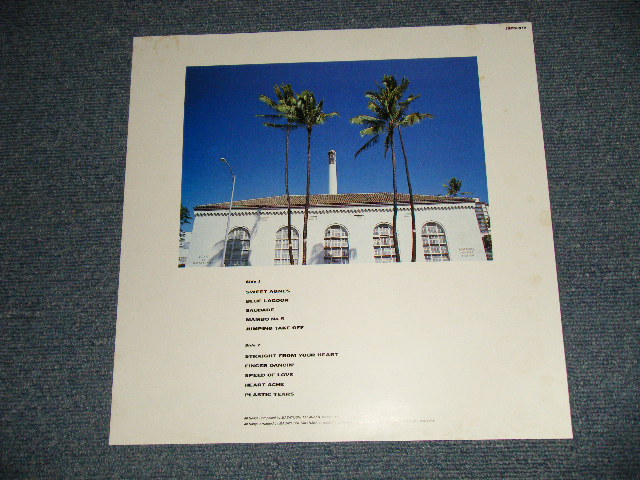 Side 1
SWEET AGNES
BLUE LAGOON
SAUDADE
MAMBO No.5
JUMPING TAKE OFF
Side 2
STRAIGHT FROM YOUR HEART
FINGER DANCIN'
SPEED OF LOVE
HEART ACHE
PLASTIC TEARS